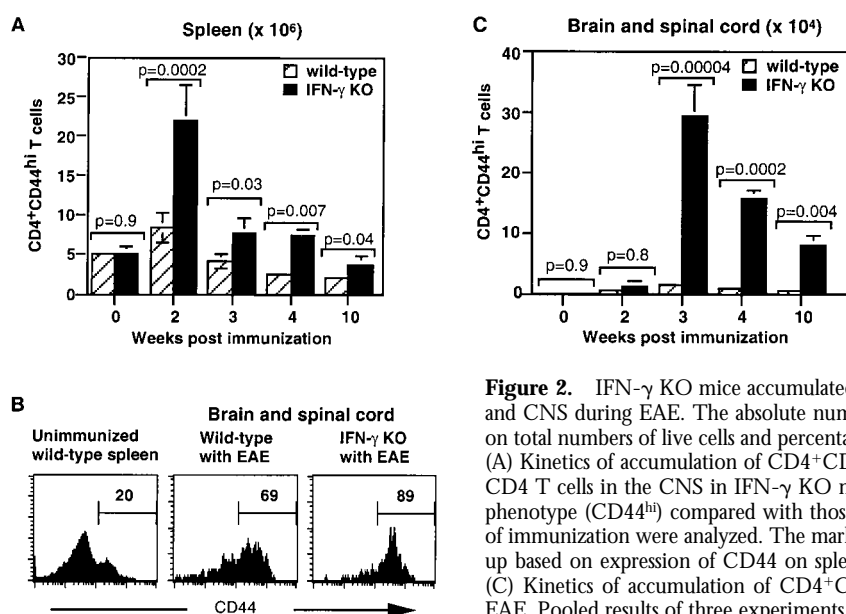 A
Spleen (x 10⁶)
CD4⁺CD44ʰⁱ T cells
30
25
20
15
10
5
0
wild-type
IFN-γ KO
p=0.9
p=0.0002
p=0.03
p=0.007
p=0.04
0 2 3 4 10
Weeks post immunization
C
Brain and spinal cord (x 10⁴)
CD4⁺CD44ʰⁱ T cells
40
30
20
10
0
wild-type
IFN-γ KO
p=0.9
p=0.8
p=0.00004
p=0.0002
p=0.004
0 2 3 4 10
Weeks post immunization
B
Brain and spinal cord
Unimmunized
wild-type spleen
Wild-type
with EAE
IFN-γ KO
with EAE
20
69
89
CD44
Figure 2. IFN-γ KO mice accumulated
and CNS during EAE. The absolute num
on total numbers of live cells and percenta
(A) Kinetics of accumulation of CD4⁺CD
CD4 T cells in the CNS in IFN-γ KO m
phenotype (CD44ʰⁱ) compared with those
of immunization were analyzed. The mark
up based on expression of CD44 on sple
(C) Kinetics of accumulation of CD4⁺C
EAE. Pooled results of three experiments